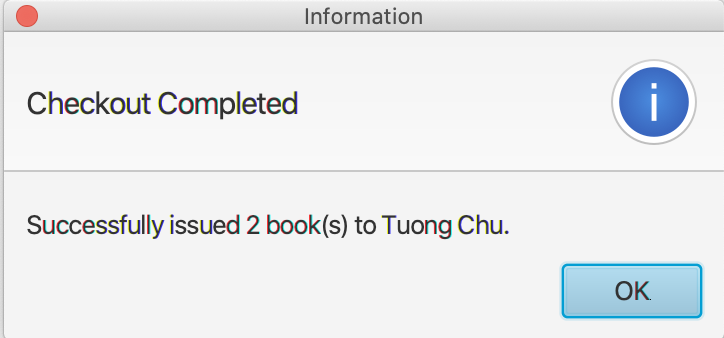 Information
Checkout Completed
i
Successfully issued 2 book(s) to Tuong Chu.
OK